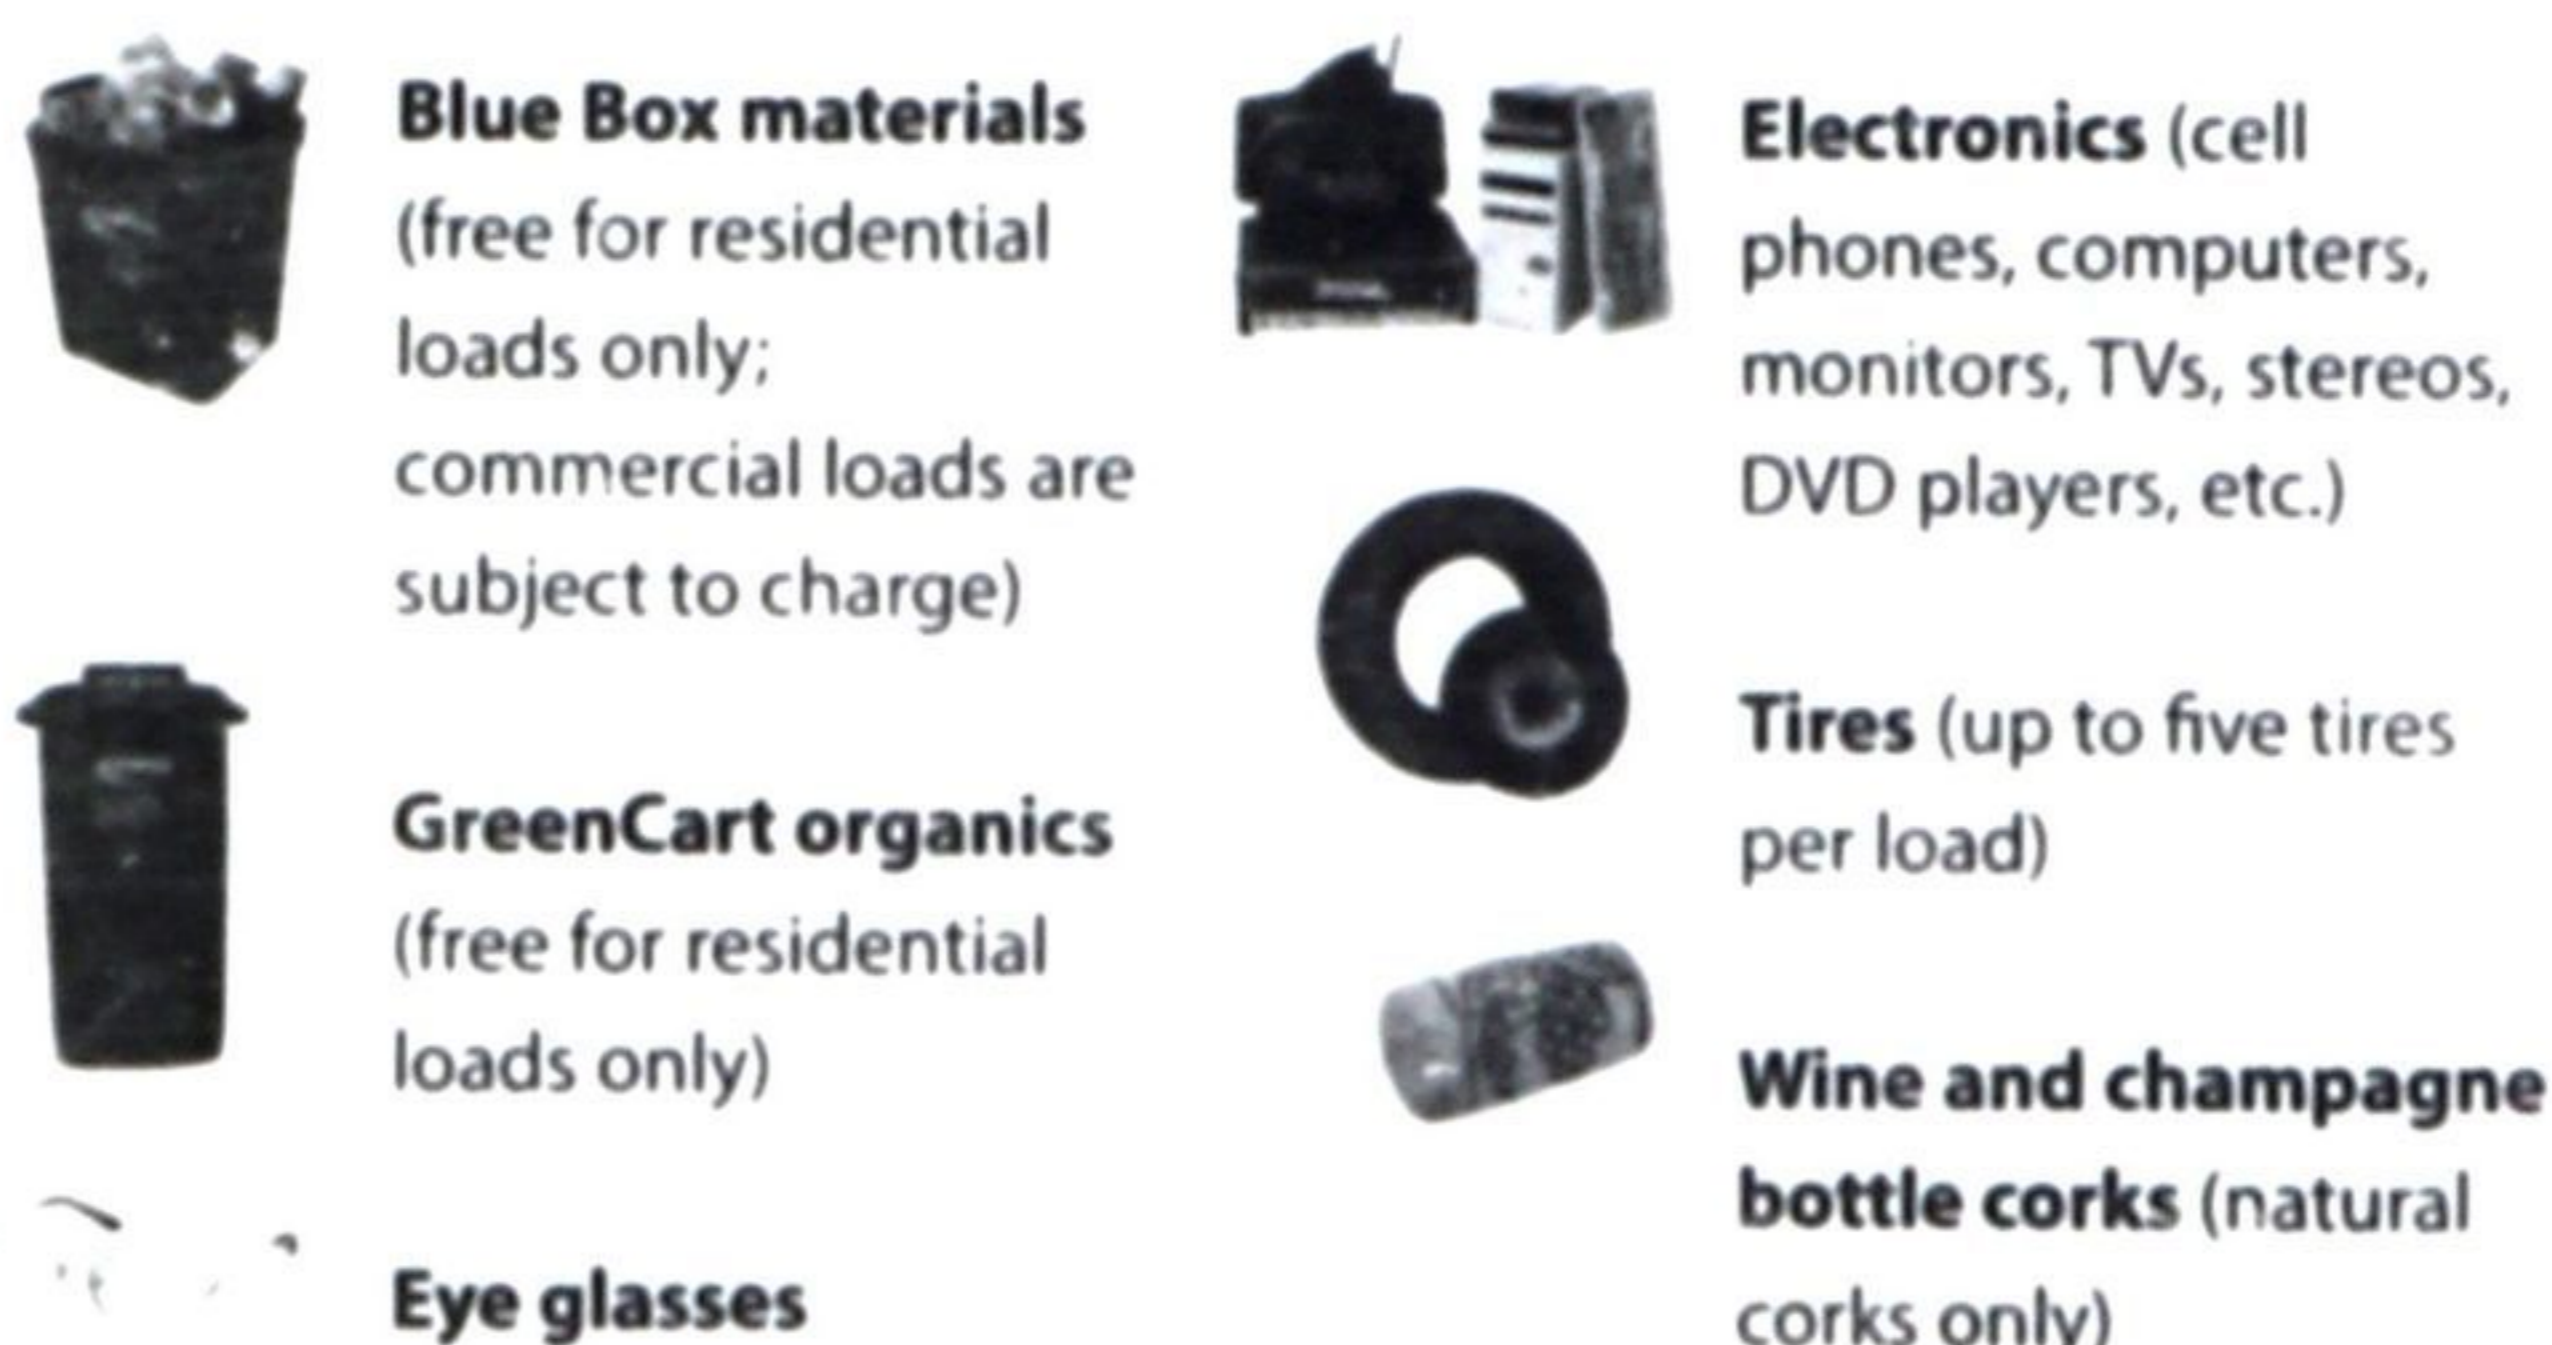 Blue Box materials
(free for residential
loads only;
commercial loads are
subject to charge)
GreenCart organics
(free for residential
loads only)
Eye glasses
Electronics (cell
phones, computers,
monitors, TVs, stereos,
DVD players, etc.)
Tires (up to five tires
per load)
Wine and champagne
bottle corks (natural
corks only)